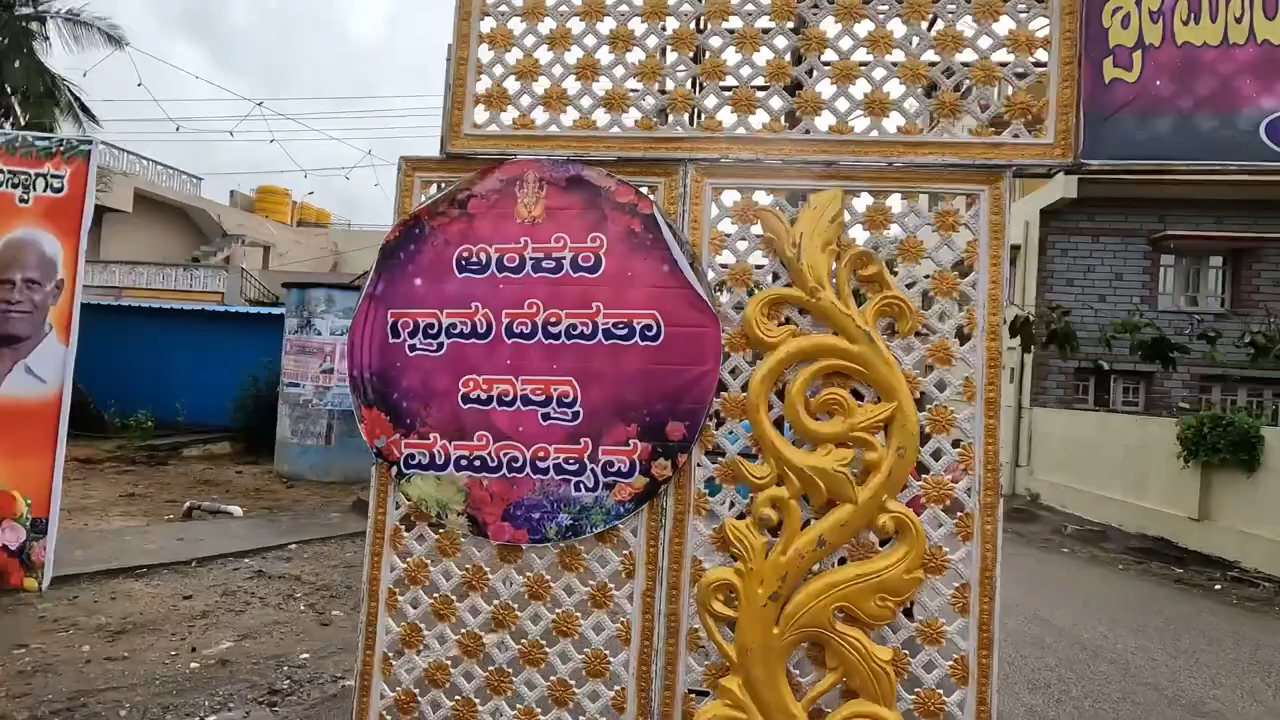 ಅರಕೆರೆ
ಗ್ರಾಮ ದೇವತಾ
ಜಾತ್ರಾ
ಮಹೋತ್ಸವ
ಶ್ರೀ